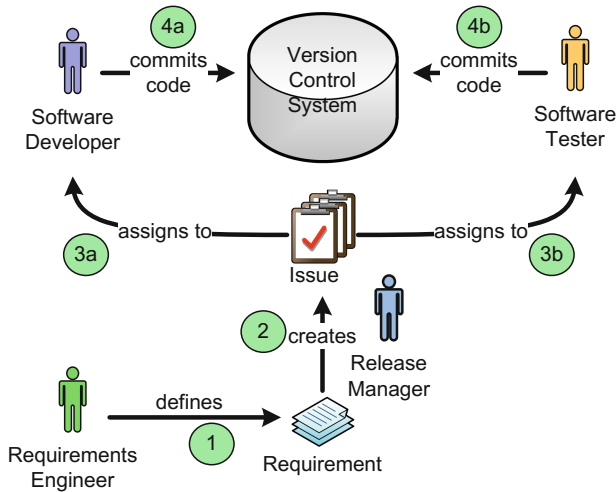 4a
commits
code
Version
Control
System
4b
commits
code
Software
Developer
Software
Tester
assigns to
3a
Issue
assigns to
3b
2
creates
Release
Manager
defines
1
Requirements
Engineer
Requirement